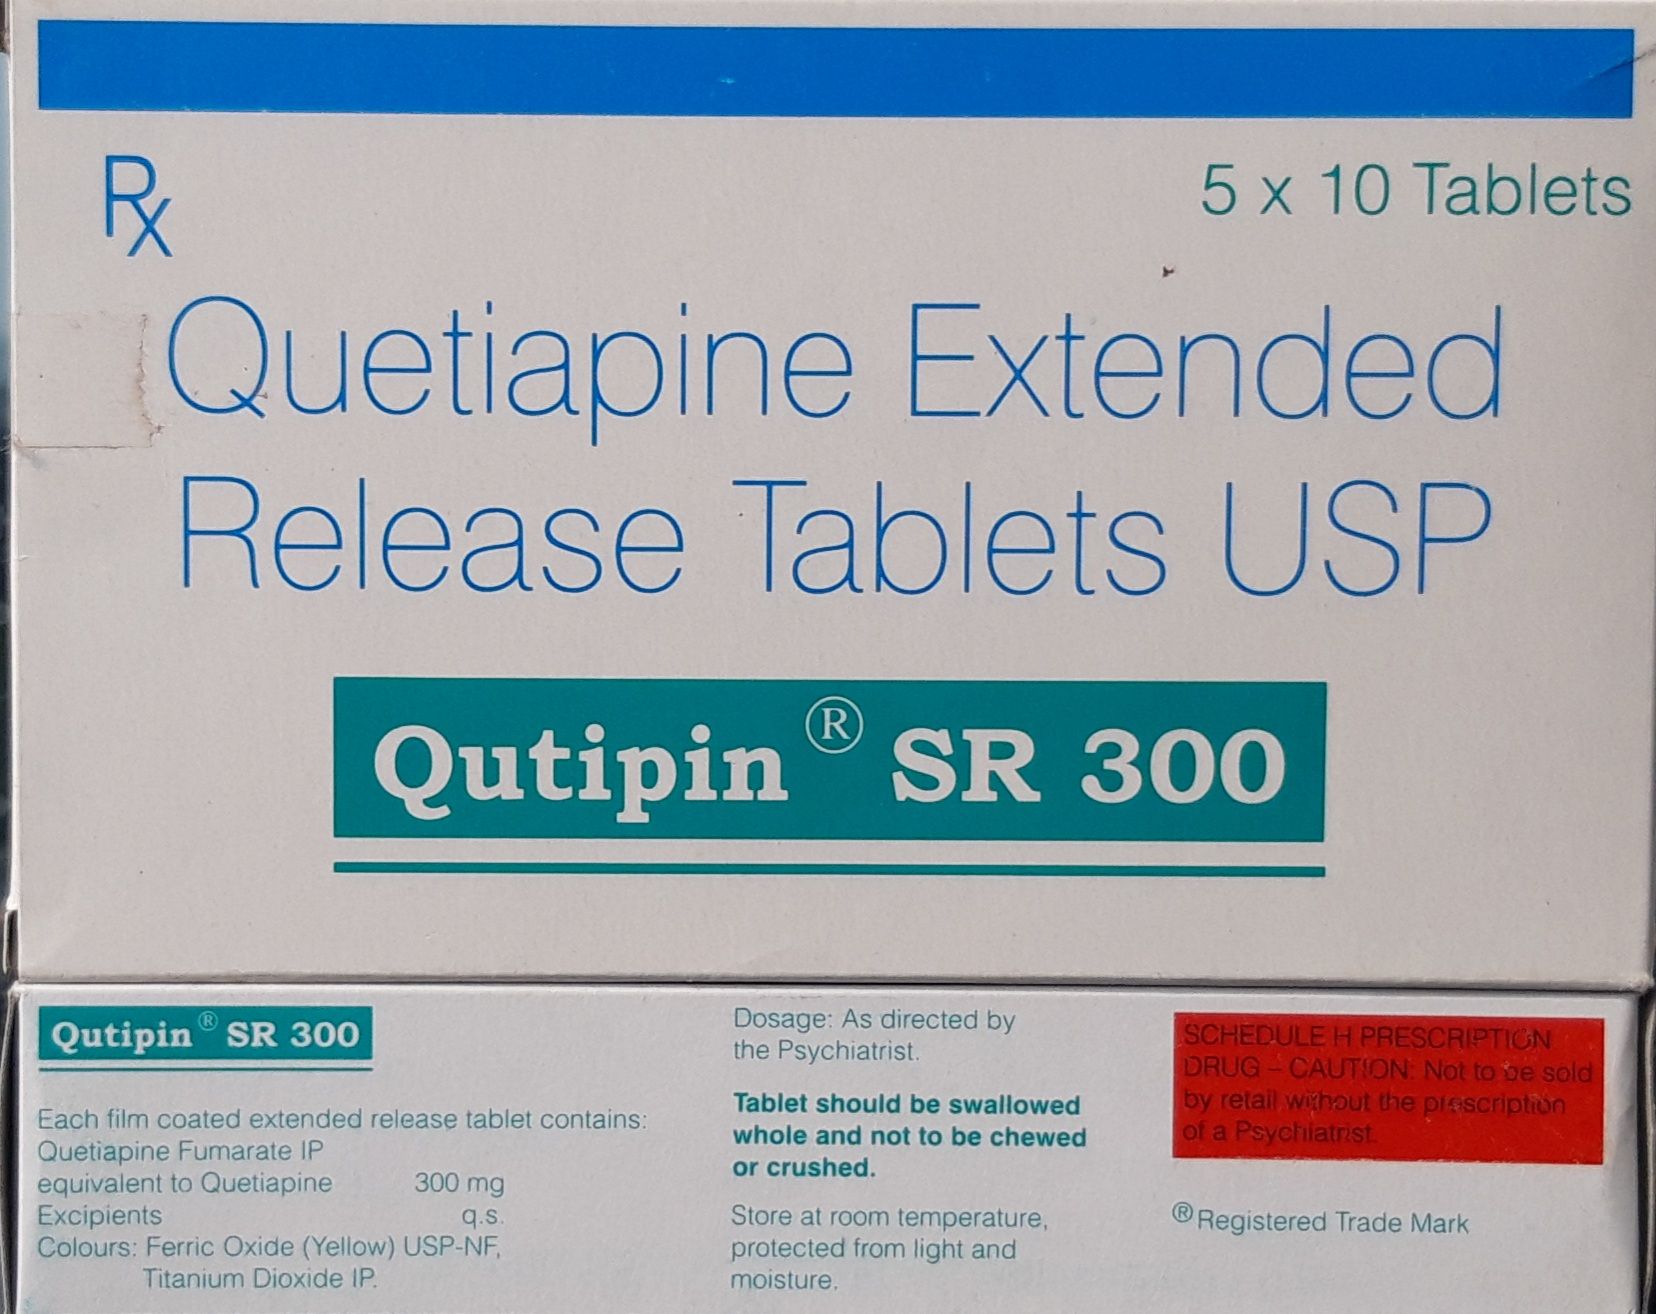 Rx
5 x 10 Tablets
Quetiapine Extended
Release Tablets USP
Qutipin® SR 300
Qutipin® SR 300
Each film coated extended release tablet contains:
Quetiapine Fumarate IP
equivalent to Quetiapine 300 mg
Excipients q.s.
Colours: Ferric Oxide (Yellow) USP-NF,
Titanium Dioxide IP.
Dosage: As directed by
the Psychiatrist.
Tablet should be swallowed
whole and not to be chewed
or crushed.
Store at room temperature,
protected from light and
moisture.
SCHEDULE H PRESCRIPTION
DRUG – CAUTION: Not to be sold
by retail without the prescription
of a Psychiatrist.
® Registered Trade Mark